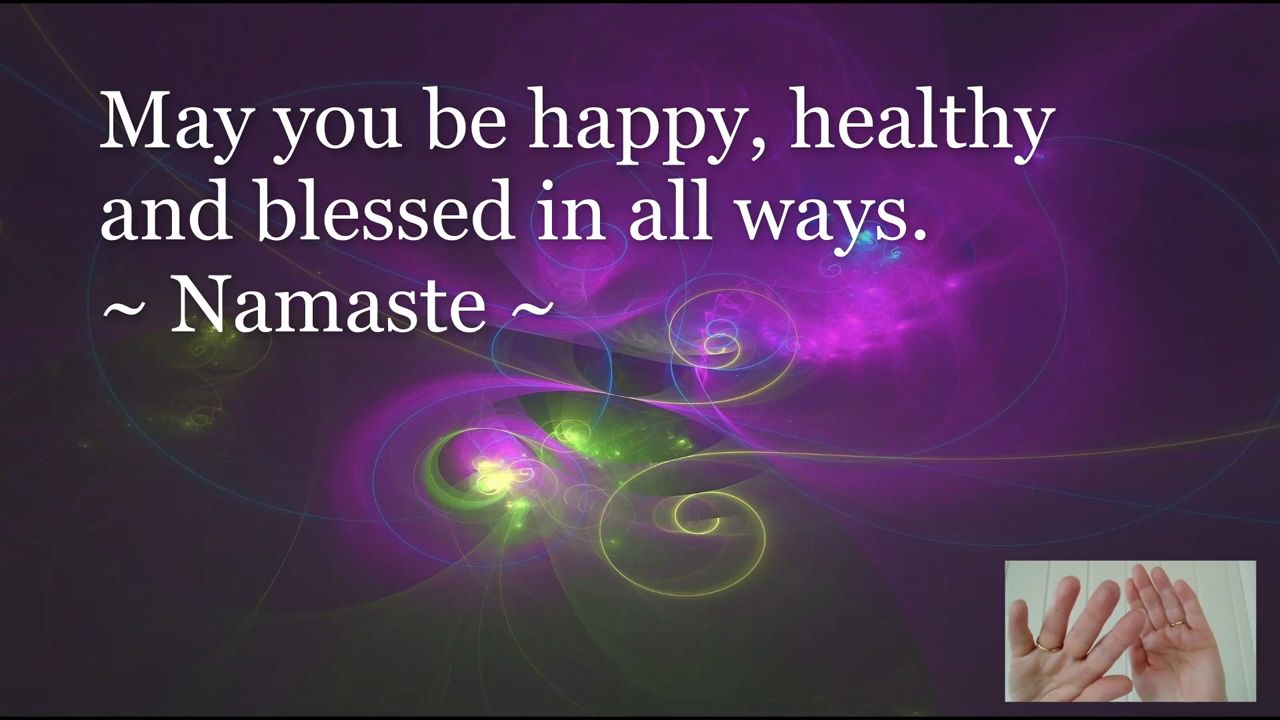 May you be happy, healthy
and blessed in all ways.
~ Namaste ~